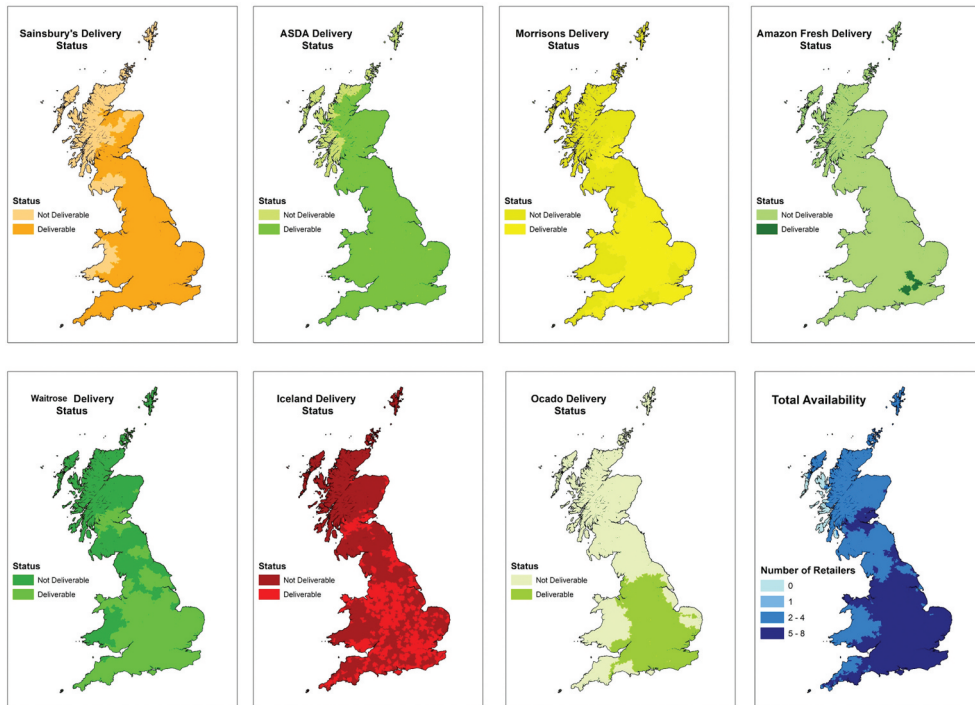 Sainsbury's Delivery
Status
Status
Not Deliverable
Deliverable
ASDA Delivery
Status
Status
Not Deliverable
Deliverable
Morrisons Delivery
Status
Status
Not Deliverable
Deliverable
Amazon Fresh Delivery
Status
Status
Not Deliverable
Deliverable
Waitrose Delivery
Status
Status
Not Deliverable
Deliverable
Iceland Delivery
Status
Status
Not Deliverable
Deliverable
Ocado Delivery
Status
Status
Not Deliverable
Deliverable
Total Availability
Number of Retailers
0
1
2 - 4
5 - 8